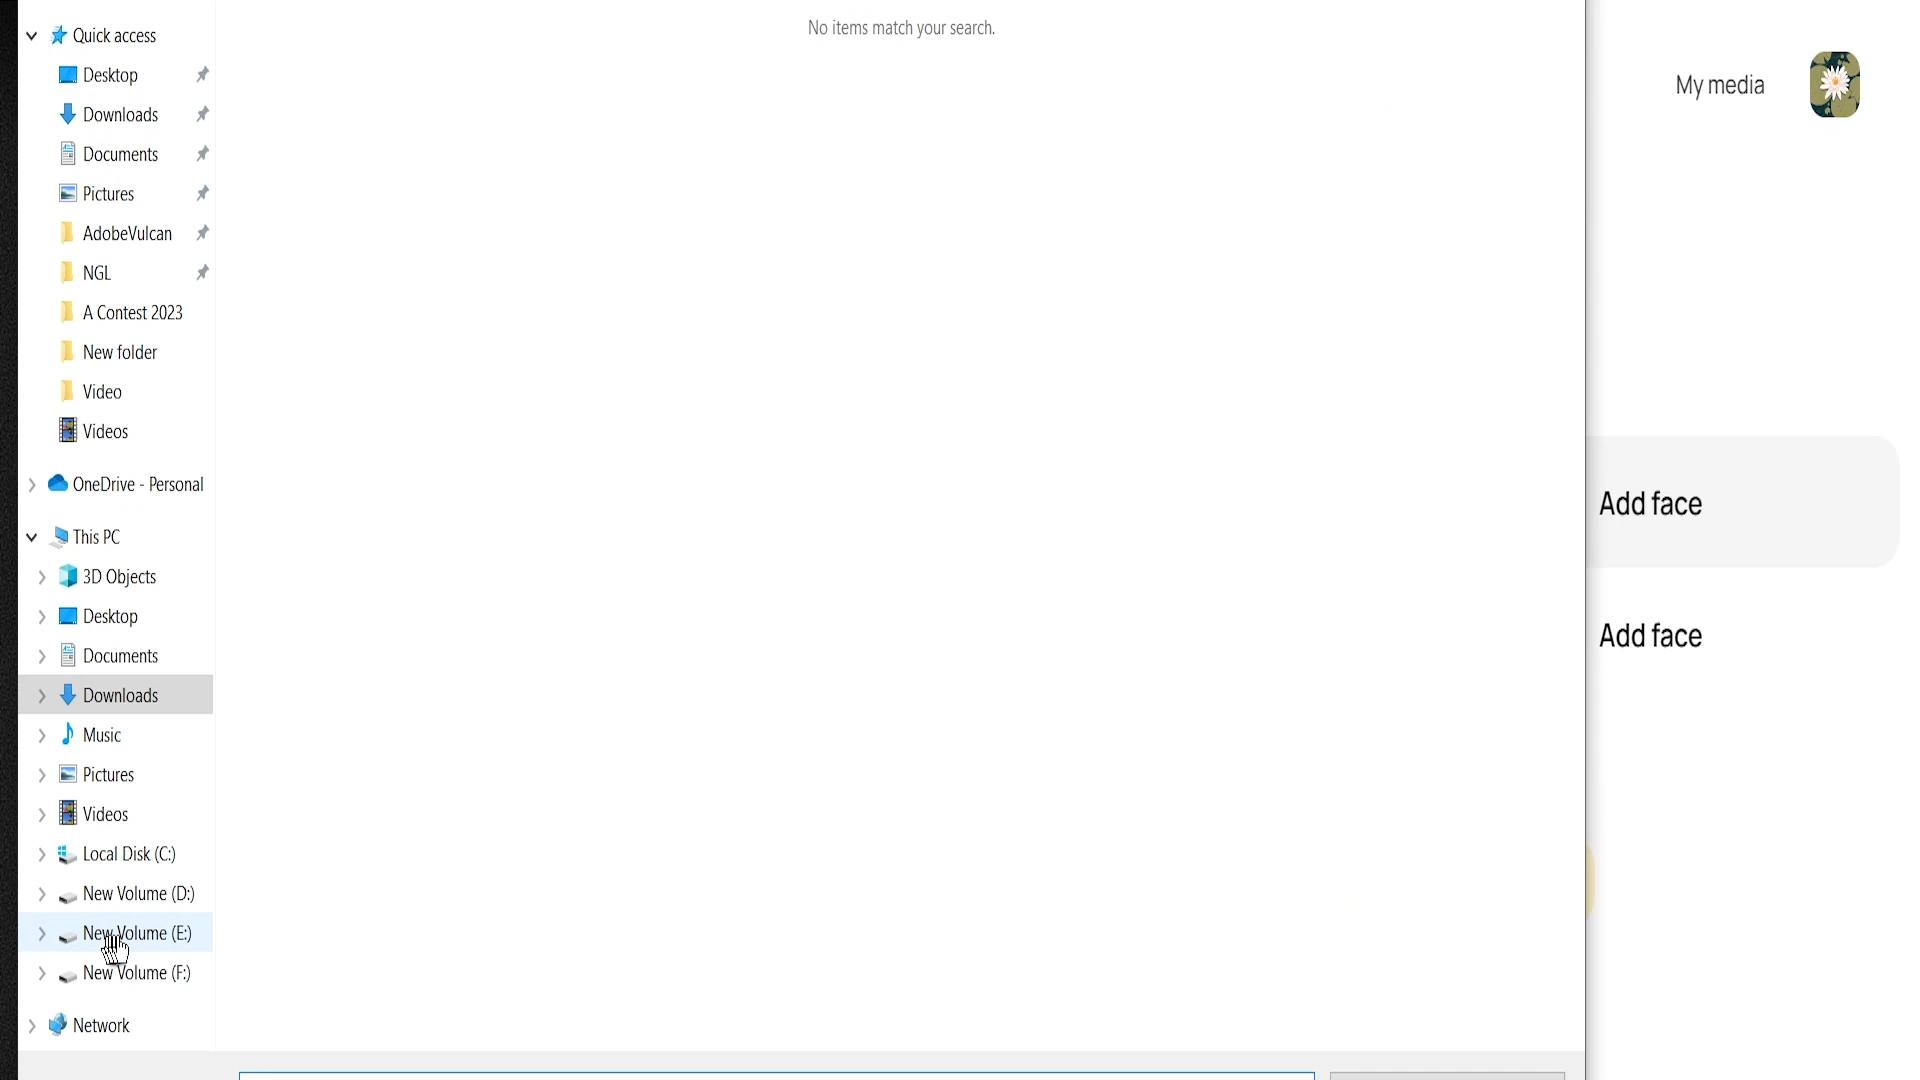 Quick access
Desktop
Downloads
Documents
Pictures
AdobeVulcan
NGL
A Contest 2023
New folder
Video
Videos
OneDrive - Personal
This PC
3D Objects
Desktop
Documents
Downloads
Music
Pictures
Videos
Local Disk (C:)
New Volume (D:)
New Volume (E:)
New Volume (F:)
Network
No items match your search.
My media
Add face
Add face